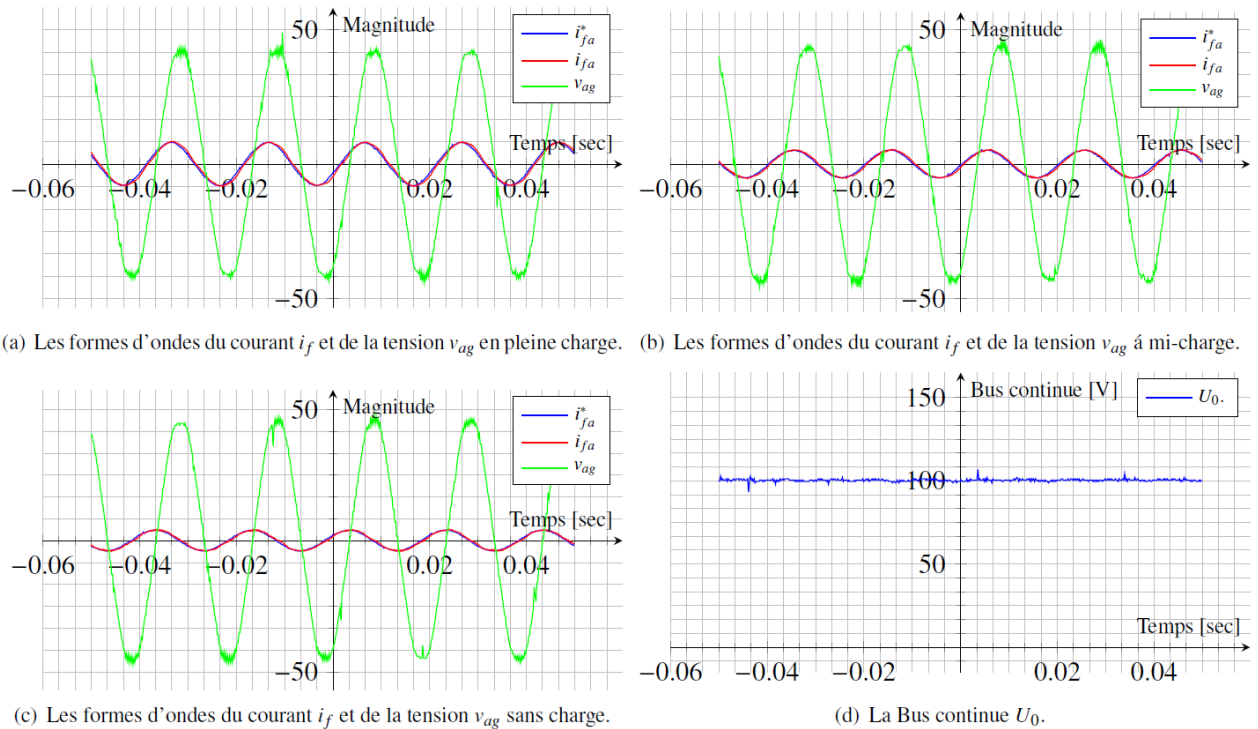 50
Magnitude
i*fa
ifa
vag
Temps [sec]
−0.06
−0.04
−0.02
0.02
0.04
−50
(a) Les formes d'ondes du courant if et de la tension vag en pleine charge.
50
Magnitude
i*fa
ifa
vag
Temps [sec]
−0.06
−0.04
−0.02
0.02
0.04
−50
(b) Les formes d'ondes du courant if et de la tension vag á mi-charge.
50
Magnitude
i*fa
ifa
vag
Temps [sec]
−0.06
−0.04
−0.02
0.02
0.04
−50
(c) Les formes d'ondes du courant if et de la tension vag sans charge.
150
Bus continue [V]
U0.
100
50
Temps [sec]
−0.06
−0.04
−0.02
0.02
0.04
(d) La Bus continue U0.